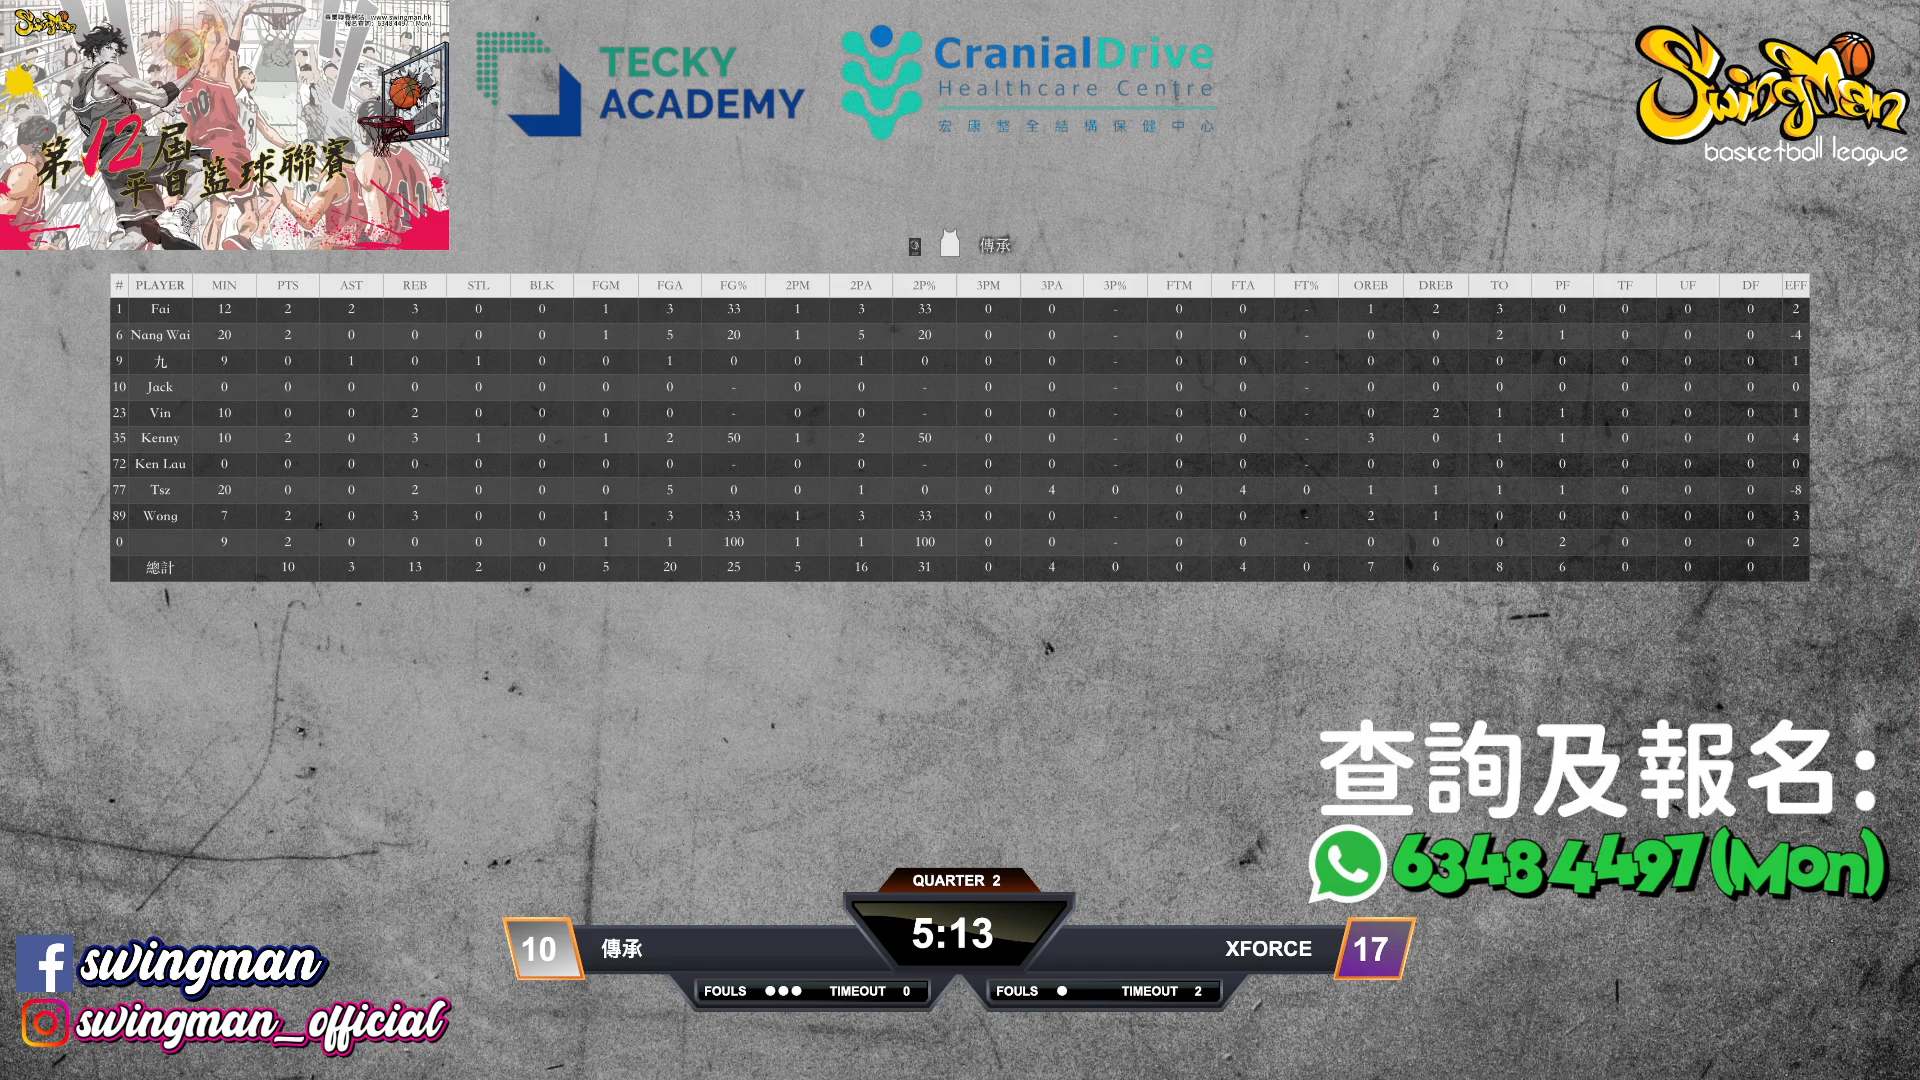 SwingMan
www.swingman.hk
第12屆
平日籃球聯賽
TECKY
ACADEMY
CranialDrive
Healthcare Centre
宏康整全結構保健中心
SwingMan
basketball league
傳承
# PLAYER MIN PTS AST REB STL BLK FGM FGA FG% 2PM 2PA 2P% 3PM 3PA 3P% FTM FTA FT% OREB DREB TO PF TF UF DF EFF
1 Fai 12 2 2 3 0 0 1 3 33 1 3 33 0 0 - 0 0 - 1 2 3 0 0 0 0 2
6 Nang Wai 20 2 0 0 0 0 1 5 20 1 5 20 0 0 - 0 0 - 0 0 2 1 0 0 0 -4
9 九 9 0 1 0 1 0 0 1 0 0 1 0 0 0 - 0 0 - 0 0 0 0 0 0 0 1
10 Jack 0 0 0 0 0 0 0 0 - 0 0 - 0 0 - 0 0 - 0 0 0 0 0 0 0 0
23 Vin 10 0 0 2 0 0 0 0 - 0 0 - 0 0 - 0 0 - 0 2 1 1 0 0 0 1
35 Kenny 10 2 0 3 1 0 1 2 50 1 2 50 0 0 - 0 0 - 3 0 1 1 0 0 0 4
72 Ken Lau 0 0 0 0 0 0 0 0 - 0 0 - 0 0 - 0 0 - 0 0 0 0 0 0 0 0
77 Tsz 20 0 0 2 0 0 0 5 0 0 1 0 0 4 0 0 4 0 1 1 1 1 0 0 0 -8
89 Wong 7 2 0 3 0 0 1 3 33 1 3 33 0 0 - 0 0 - 2 1 0 0 0 0 0 3
0 9 2 0 0 0 0 1 1 100 1 1 100 0 0 - 0 0 - 0 0 0 2 0 0 0 2
總計 10 3 13 2 0 5 20 25 5 16 31 0 4 0 0 4 0 7 6 8 6 0 0 0
查詢及報名:
6348 4497 (Mon)
QUARTER 2
5:13
10 傳承
XFORCE 17
FOULS TIMEOUT 0
FOULS TIMEOUT 2
swingman
swingman_official